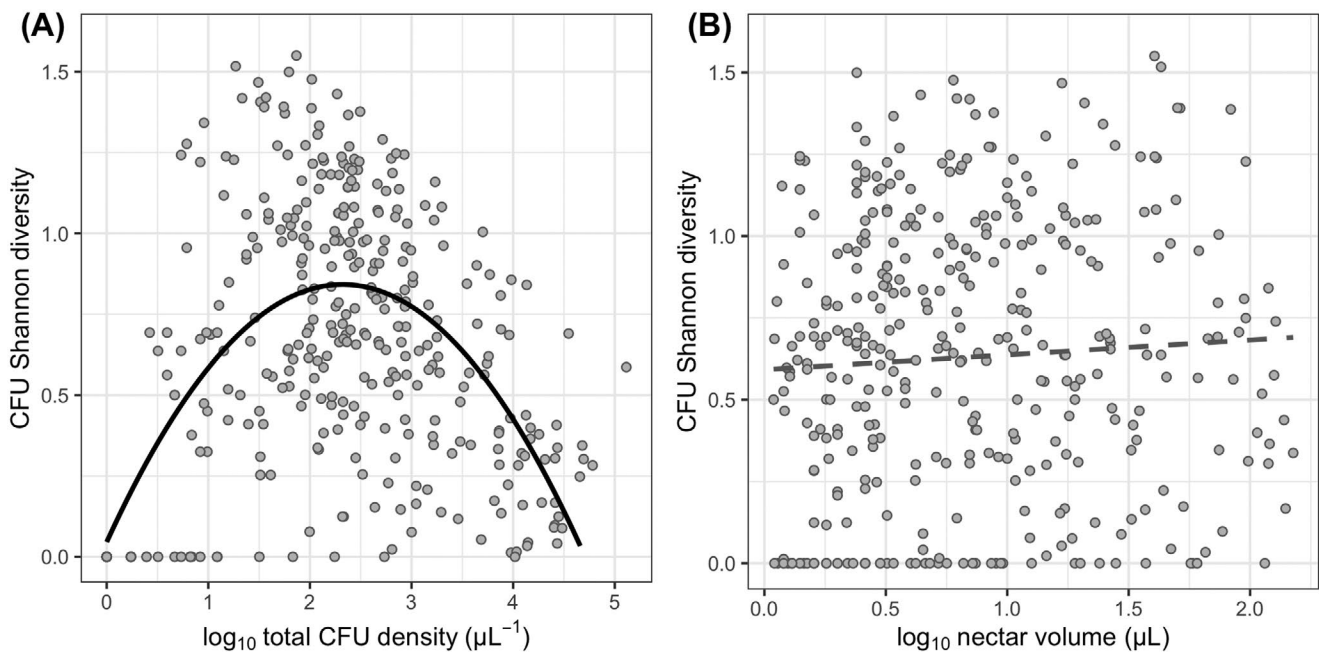 (A)
CFU Shannon diversity
1.5
1.0
0.5
0.0
0 1 2 3 4 5
log₁₀ total CFU density (µL⁻¹)
(B)
CFU Shannon diversity
1.5
1.0
0.5
0.0
0.0 0.5 1.0 1.5 2.0
log₁₀ nectar volume (µL)